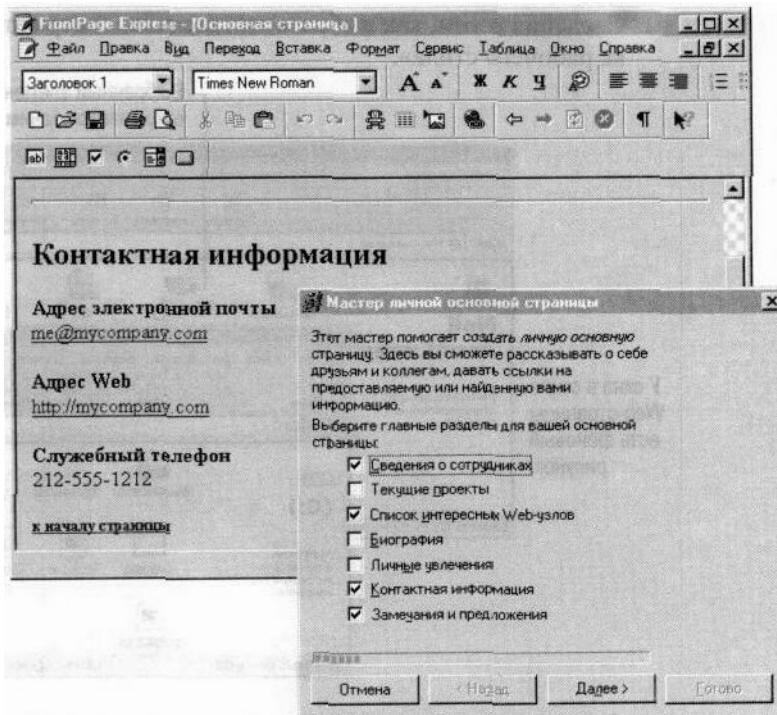 FrontPage Express - [Основная страница]
Файл Правка Вид Переход Вставка Формат Сервис Таблица Окно Справка
Заголовок 1 Times New Roman A A Ж К Ч
Контактная информация
Адрес электронной почты
me@mycompany.com
Адрес Web
http://mycompany.com
Служебный телефон
212-555-1212
к началу страницы
Мастер личной основной страницы
Этот мастер помогает создать личную основную
страницу. Здесь вы сможете рассказывать о себе
друзьям и коллегам, давать ссылки на
предоставляемую или найденную вами
информацию.
Выберите главные разделы для вашей основной
страницы:
Сведения о сотрудниках
Текущие проекты
Список интересных Web-узлов
Биография
Личные увлечения
Контактная информация
Замечания и предложения
Отмена < Назад Далее > Готово